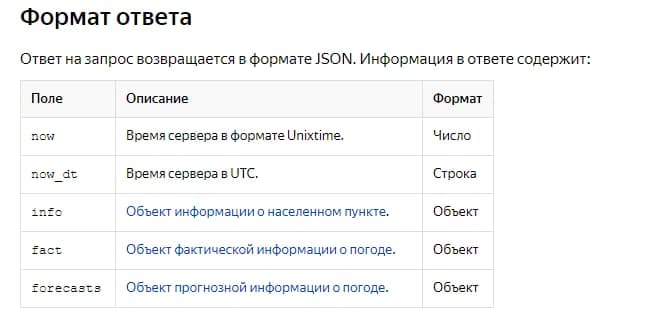 Формат ответа
Ответ на запрос возвращается в формате JSON. Информация в ответе содержит:
Поле Описание Формат
now Время сервера в формате Unixtime. Число
now_dt Время сервера в UTC. Строка
info Объект информации о населенном пункте. Объект
fact Объект фактической информации о погоде. Объект
forecasts Объект прогнозной информации о погоде. Объект